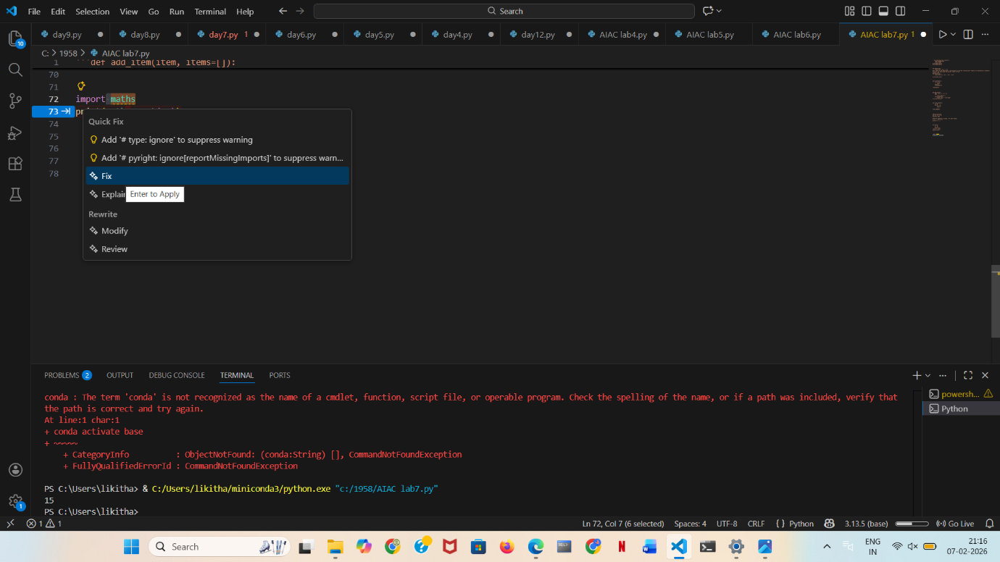 File Edit Selection View Go Run Terminal Help
Search
day9.py
day8.py
day7.py 1
day6.py
day5.py
day4.py
day12.py
AIAC lab4.py
AIAC lab5.py
AIAC lab6.py
AIAC lab7.py 1
C: > 1958 > AIAC lab7.py
1 '''def add_item(item, items=[]):
70
71
72 import maths
73
74
75
76
77
78
Quick Fix
Add '# type: ignore' to suppress warning
Add '# pyright: ignore[reportMissingImports]' to suppress warn...
Fix
Explain
Enter to Apply
Rewrite
Modify
Review
PROBLEMS 2 OUTPUT DEBUG CONSOLE TERMINAL PORTS
conda : The term 'conda' is not recognized as the name of a cmdlet, function, script file, or operable program. Check the spelling of the name, or if a path was included, verify that
the path is correct and try again.
At line:1 char:1
+ conda activate base
+ ~~~~~
+ CategoryInfo : ObjectNotFound: (conda:String) [], CommandNotFoundException
+ FullyQualifiedErrorId : CommandNotFoundException
PS C:\Users\likitha> & C:/Users/likitha/miniconda3/python.exe "c:/1958/AIAC lab7.py"
15
PS C:\Users\likitha>
powersh...
Python
10
1
1 1
Ln 72, Col 7 (6 selected) Spaces: 4 UTF-8 CRLF { } Python 3.13.5 (base) Go Live
Search
ENG
IN
21:16
07-02-2026